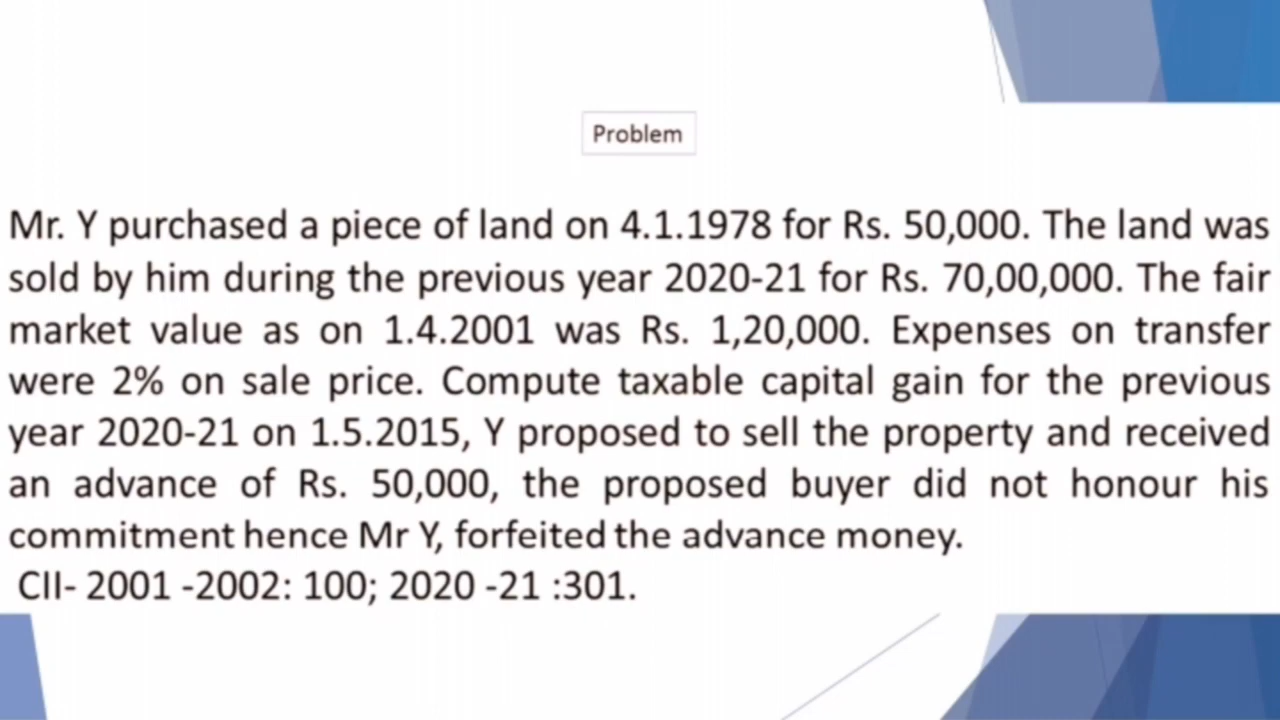 Problem
Mr. Y purchased a piece of land on 4.1.1978 for Rs. 50,000. The land was
sold by him during the previous year 2020-21 for Rs. 70,00,000. The fair
market value as on 1.4.2001 was Rs. 1,20,000. Expenses on transfer
were 2% on sale price. Compute taxable capital gain for the previous
year 2020-21 on 1.5.2015, Y proposed to sell the property and received
an advance of Rs. 50,000, the proposed buyer did not honour his
commitment hence Mr Y, forfeited the advance money.
CII- 2001 -2002: 100; 2020 -21 :301.